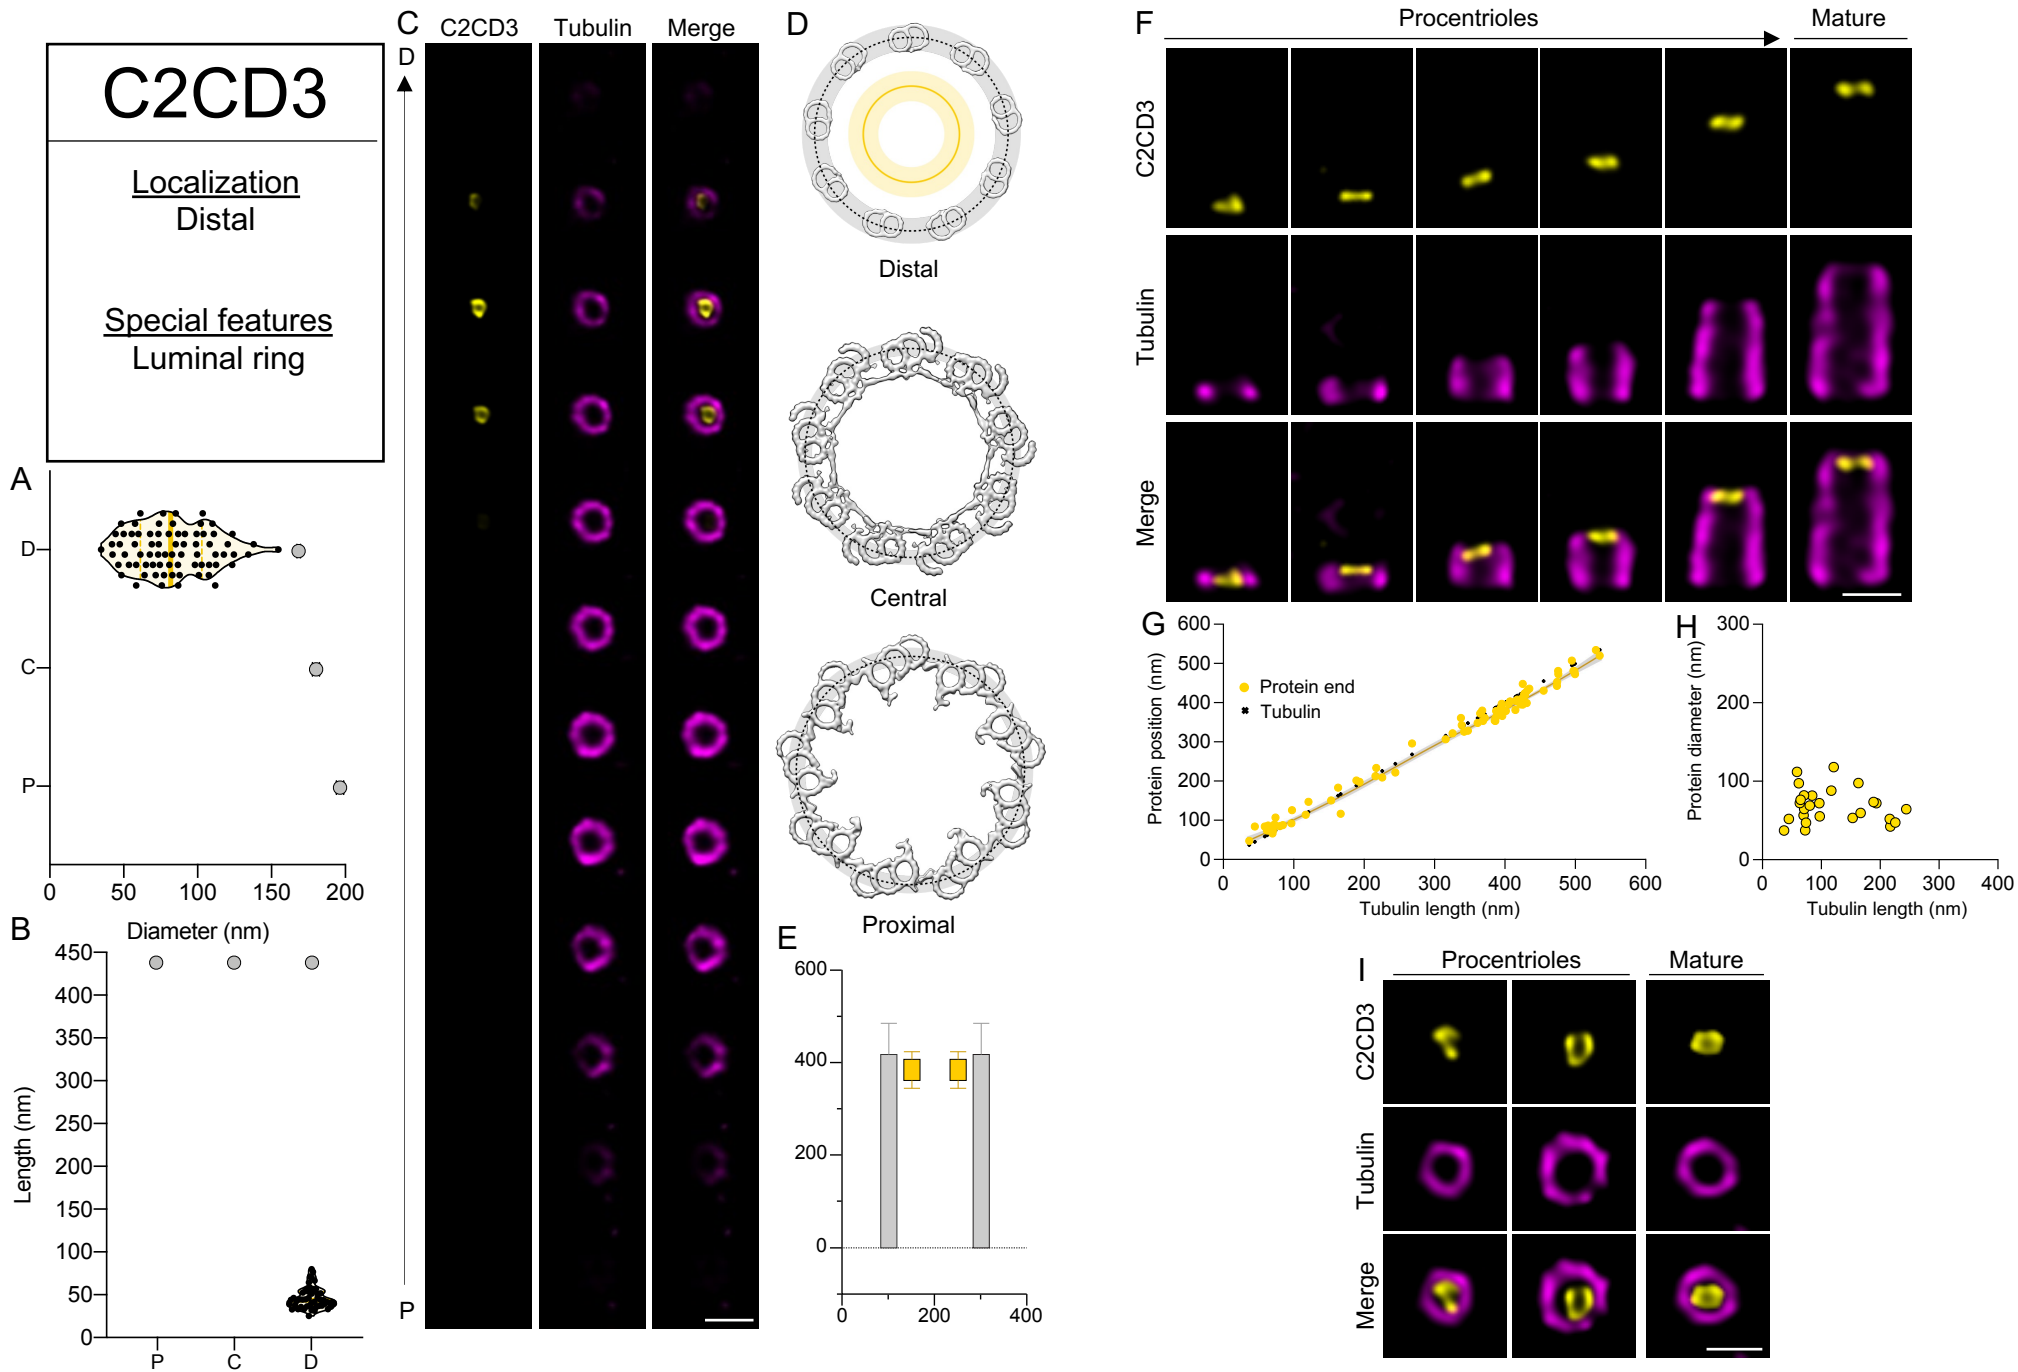 C2CD3
Localization
Distal
Special features
Luminal ring
A
D
C
P
0 50 100 150 200
Diameter (nm)
B
450
400
350
300
250
200
150
100
50
0
Length (nm)
P C D
C
C2CD3 Tubulin Merge
D
P
D
Distal
Central
Proximal
E
600
400
200
0
0 200 400
F
Procentrioles Mature
C2CD3
Tubulin
Merge
G
600
500
400
300
200
100
0
Protein position (nm)
Protein end
Tubulin
0 100 200 300 400 500 600
Tubulin length (nm)
H
300
200
100
0
Protein diameter (nm)
0 100 200 300 400
Tubulin length (nm)
I
Procentrioles Mature
C2CD3
Tubulin
Merge